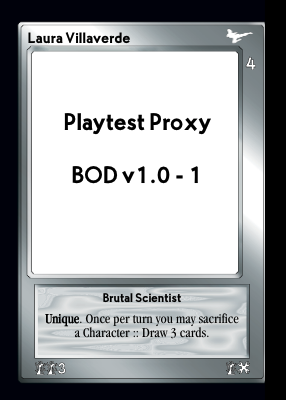 Laura Villaverde
4
Playtest Proxy
BOD v1.0 - 1
Brutal Scientist
Unique. Once per turn you may sacrifice
a Character :: Draw 3 cards.
3